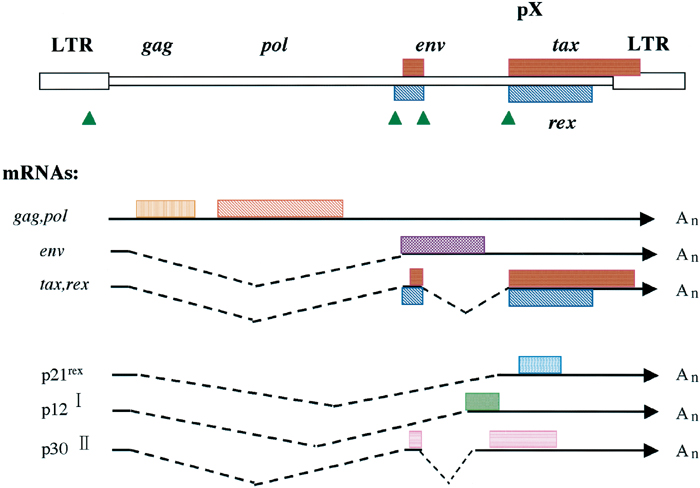 pX
LTR gag pol env tax LTR
rex
mRNAs:
gag,pol An
env An
tax,rex An
p21rex An
p12 I An
p30 II An